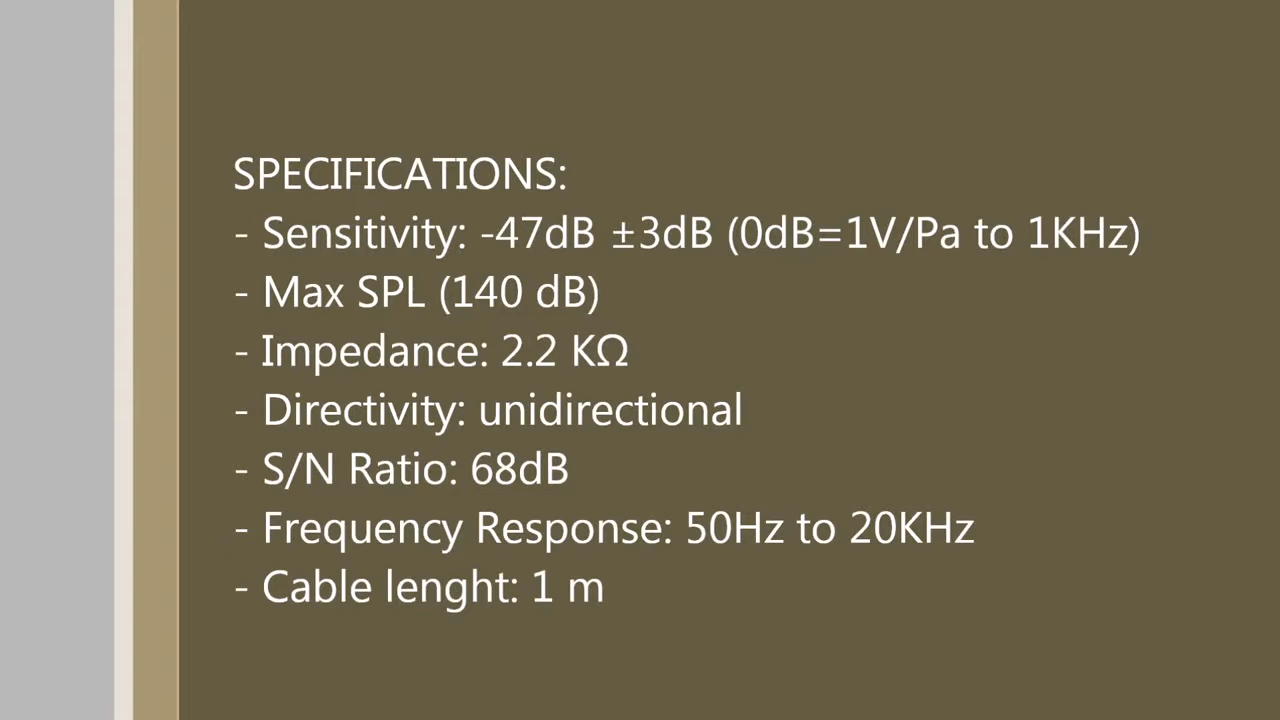 SPECIFICATIONS:
- Sensitivity: -47dB ±3dB (0dB=1V/Pa to 1KHz)
- Max SPL (140 dB)
- Impedance: 2.2 KΩ
- Directivity: unidirectional
- S/N Ratio: 68dB
- Frequency Response: 50Hz to 20KHz
- Cable lenght: 1 m